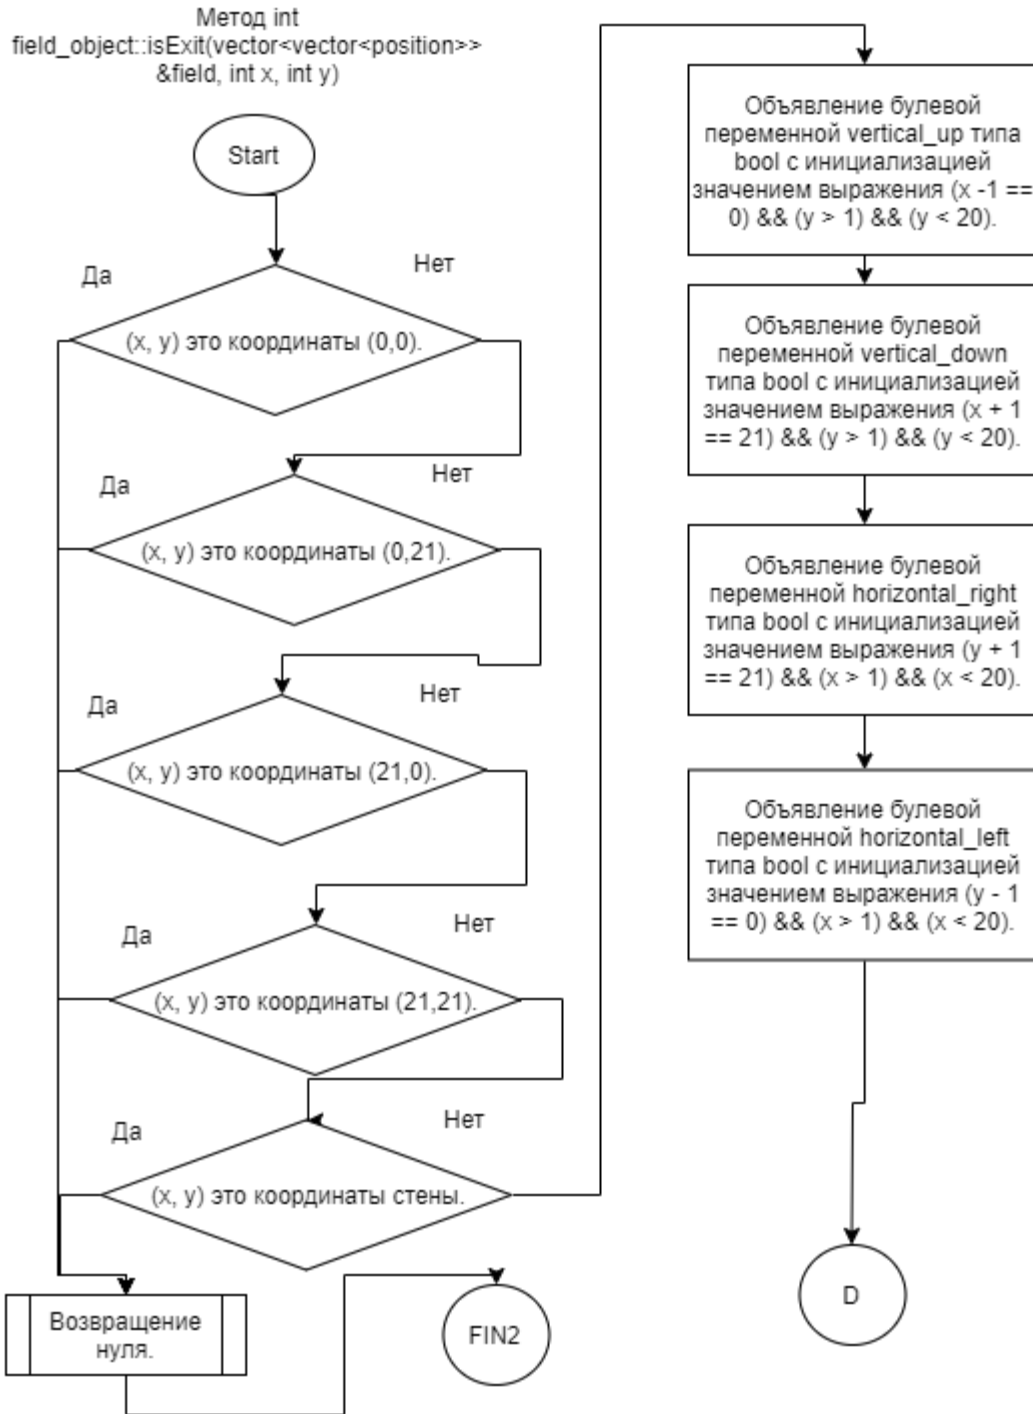 Метод int
field_object::isExit(vector<vector<position>>
&field, int x, int y)
Start
Да
Нет
(x, y) это координаты (0,0).
Да
Нет
(x, y) это координаты (0,21).
Да
Нет
(x, y) это координаты (21,0).
Да
Нет
(x, y) это координаты (21,21).
Да
Нет
(x, y) это координаты стены.
Возвращение
нуля.
FIN2
Объявление булевой
переменной vertical_up типа
bool с инициализацией
значением выражения (x -1 ==
0) && (y > 1) && (y < 20).
Объявление булевой
переменной vertical_down
типа bool с инициализацией
значением выражения (x + 1
== 21) && (y > 1) && (y < 20).
Объявление булевой
переменной horizontal_right
типа bool с инициализацией
значением выражения (y + 1
== 21) && (x > 1) && (x < 20).
Объявление булевой
переменной horizontal_left
типа bool с инициализацией
значением выражения (y - 1
== 0) && (x > 1) && (x < 20).
D